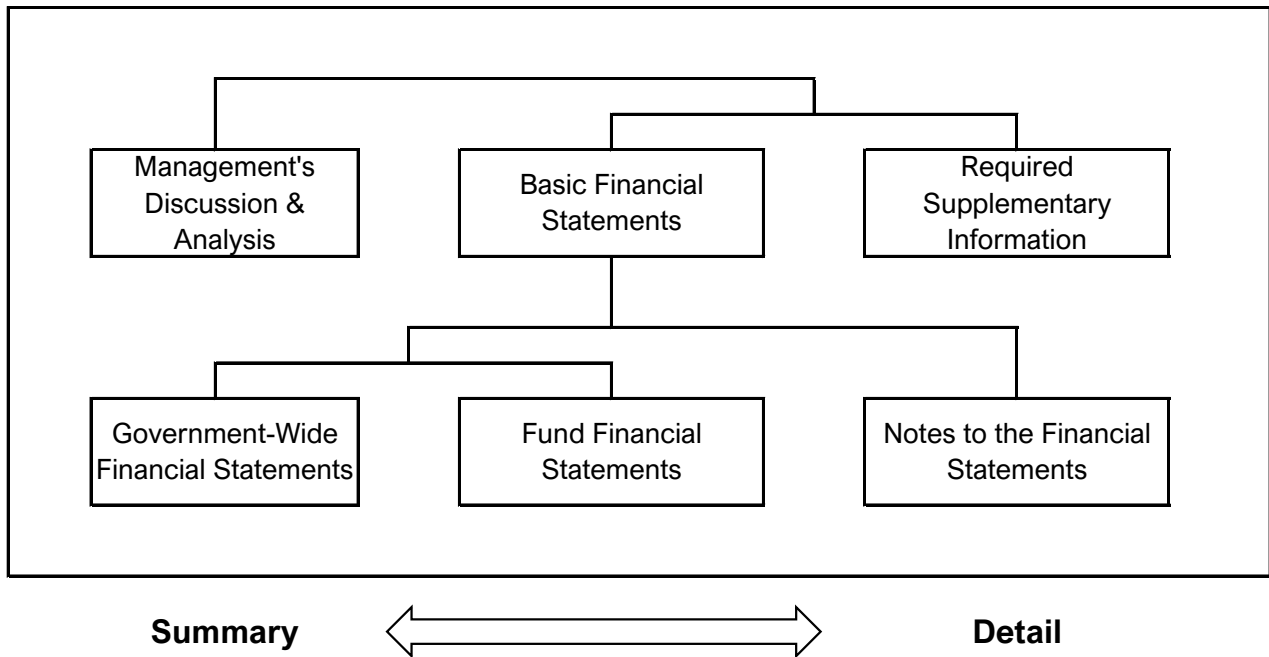 Management's
Discussion &
Analysis
Basic Financial
Statements
Required
Supplementary
Information
Government-Wide
Financial Statements
Fund Financial
Statements
Notes to the Financial
Statements
Summary
Detail